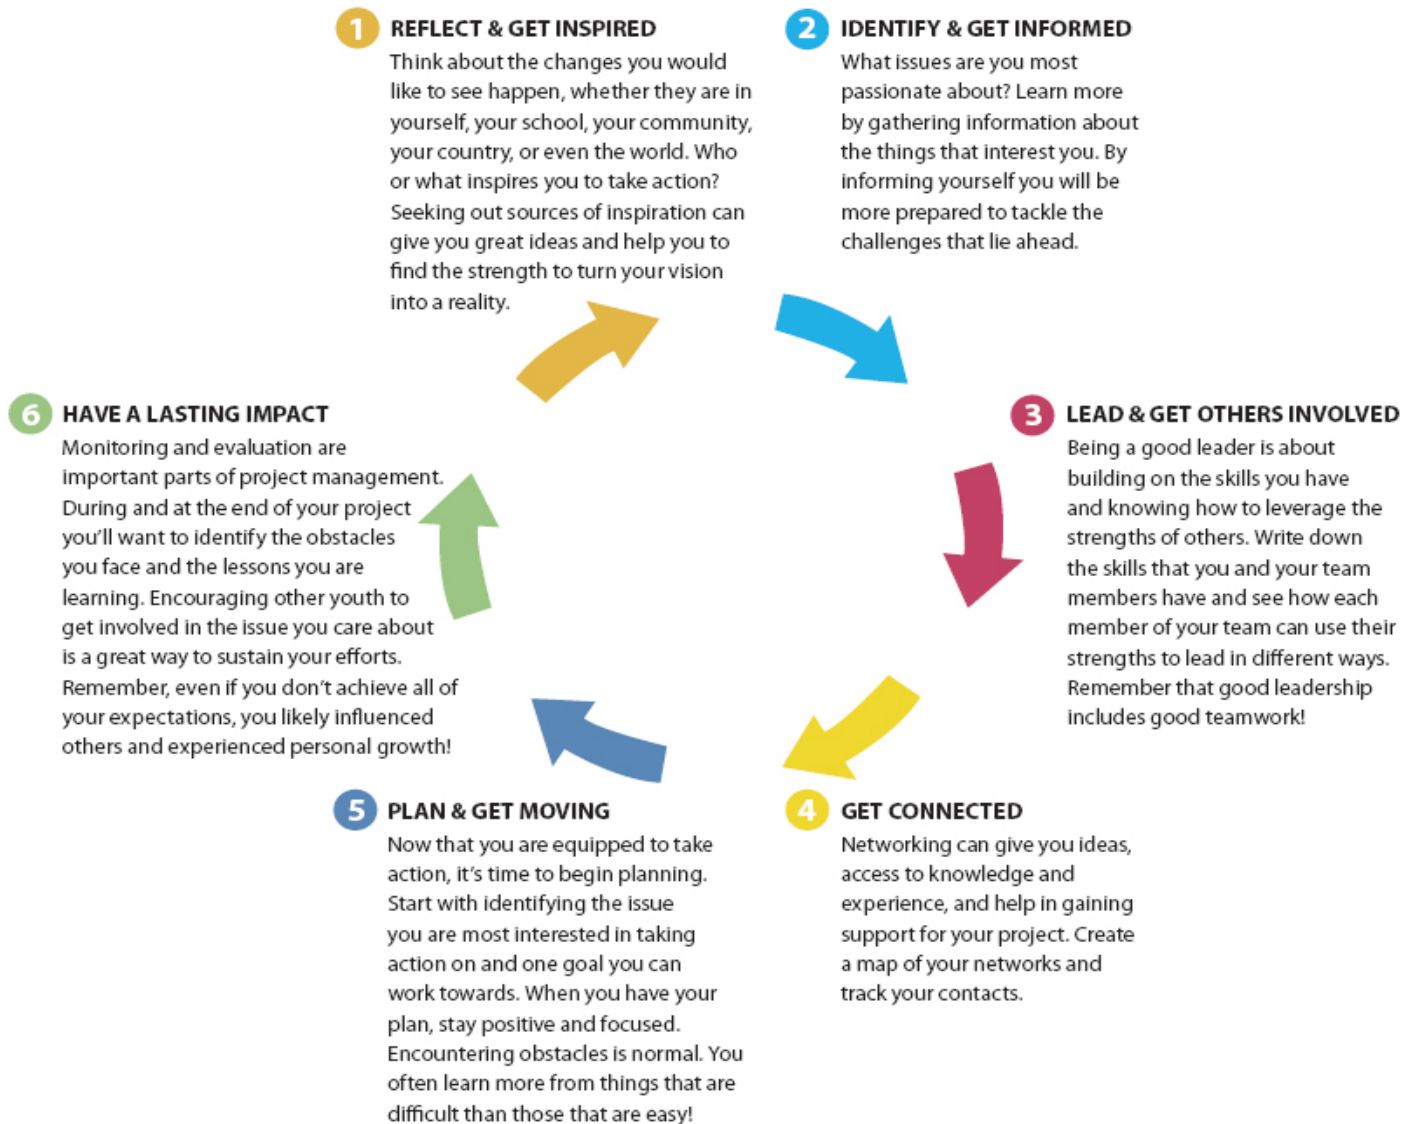 1 REFLECT & GET INSPIRED
Think about the changes you would
like to see happen, whether they are in
yourself, your school, your community,
your country, or even the world. Who
or what inspires you to take action?
Seeking out sources of inspiration can
give you great ideas and help you to
find the strength to turn your vision
into a reality.
2 IDENTIFY & GET INFORMED
What issues are you most
passionate about? Learn more
by gathering information about
the things that interest you. By
informing yourself you will be
more prepared to tackle the
challenges that lie ahead.
3 LEAD & GET OTHERS INVOLVED
Being a good leader is about
building on the skills you have
and knowing how to leverage the
strengths of others. Write down
the skills that you and your team
members have and see how each
member of your team can use their
strengths to lead in different ways.
Remember that good leadership
includes good teamwork!
4 GET CONNECTED
Networking can give you ideas,
access to knowledge and
experience, and help in gaining
support for your project. Create
a map of your networks and
track your contacts.
5 PLAN & GET MOVING
Now that you are equipped to take
action, it's time to begin planning.
Start with identifying the issue
you are most interested in taking
action on and one goal you can
work towards. When you have your
plan, stay positive and focused.
Encountering obstacles is normal. You
often learn more from things that are
difficult than those that are easy!
6 HAVE A LASTING IMPACT
Monitoring and evaluation are
important parts of project management.
During and at the end of your project
you'll want to identify the obstacles
you face and the lessons you are
learning. Encouraging other youth to
get involved in the issue you care about
is a great way to sustain your efforts.
Remember, even if you don't achieve all of
your expectations, you likely influenced
others and experienced personal growth!